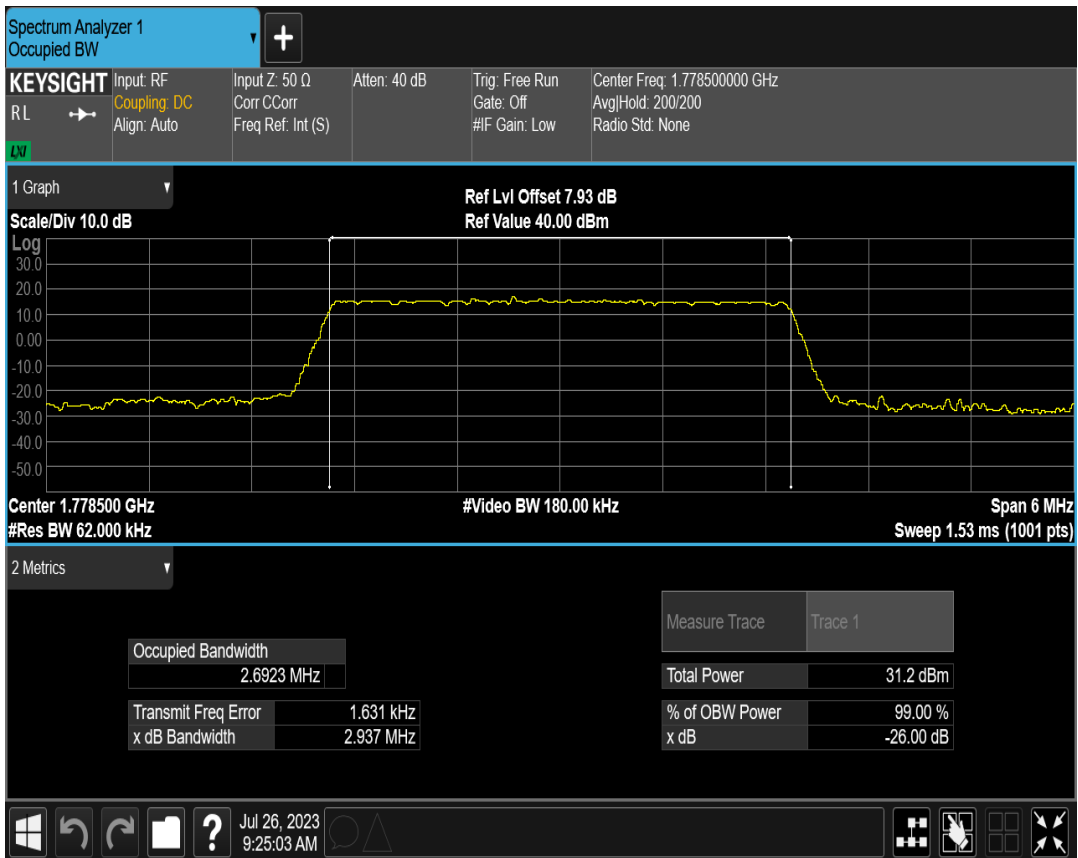 Spectrum Analyzer 1
Occupied BW
+
KEYSIGHT
RL
LXI
Input: RF
Coupling: DC
Align: Auto
Input Z: 50 Ω
Corr CCorr
Freq Ref: Int (S)
Atten: 40 dB
Trig: Free Run
Gate: Off
#IF Gain: Low
Center Freq: 1.778500000 GHz
Avg|Hold: 200/200
Radio Std: None
1 Graph
Scale/Div 10.0 dB
Ref Lvl Offset 7.93 dB
Ref Value 40.00 dBm
Log
30.0
20.0
10.0
0.00
-10.0
-20.0
-30.0
-40.0
-50.0
Center 1.778500 GHz
#Video BW 180.00 kHz
Span 6 MHz
#Res BW 62.000 kHz
Sweep 1.53 ms (1001 pts)
2 Metrics
Occupied Bandwidth
2.6923 MHz
Transmit Freq Error 1.631 kHz
x dB Bandwidth 2.937 MHz
Measure Trace Trace 1
Total Power 31.2 dBm
% of OBW Power 99.00 %
x dB -26.00 dB
?
Jul 26, 2023
9:25:03 AM